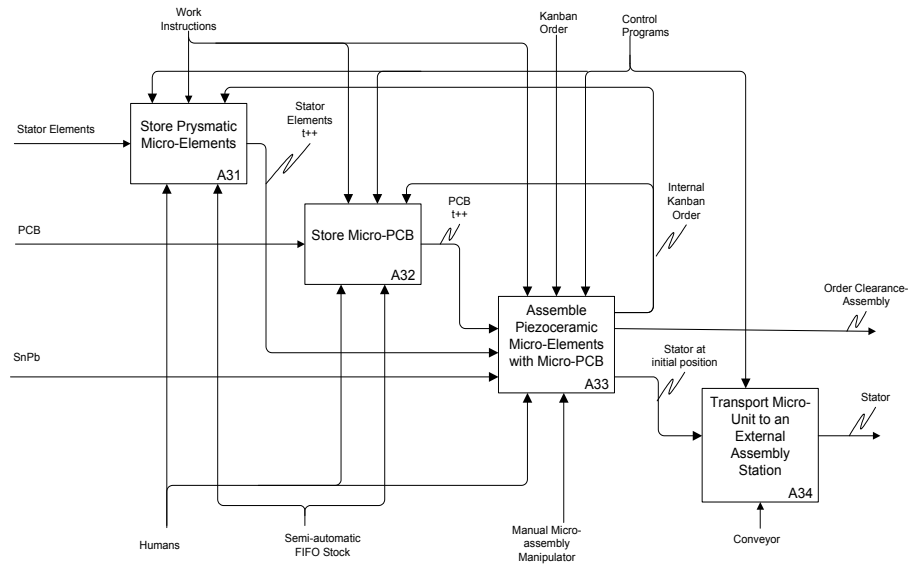 Work
Instructions
Kanban
Order
Control
Programs
Stator Elements
Store Prysmatic
Micro-Elements
A31
Stator
Elements
t++
PCB
Store Micro-PCB
A32
PCB
t++
Internal
Kanban
Order
SnPb
Assemble
Piezoceramic
Micro-Elements
with Micro-PCB
A33
Order Clearance-
Assembly
Stator at
initial position
Transport Micro-
Unit to an
External
Assembly
Station
A34
Stator
Humans
Semi-automatic
FIFO Stock
Manual Micro-
assembly
Manipulator
Conveyor